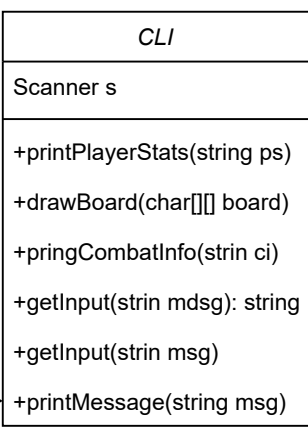 CLI
Scanner s
+printPlayerStats(string ps)
+drawBoard(char[][] board)
+pringCombatInfo(strin ci)
+getInput(strin mdsg): string
+getInput(strin msg)
+printMessage(string msg)